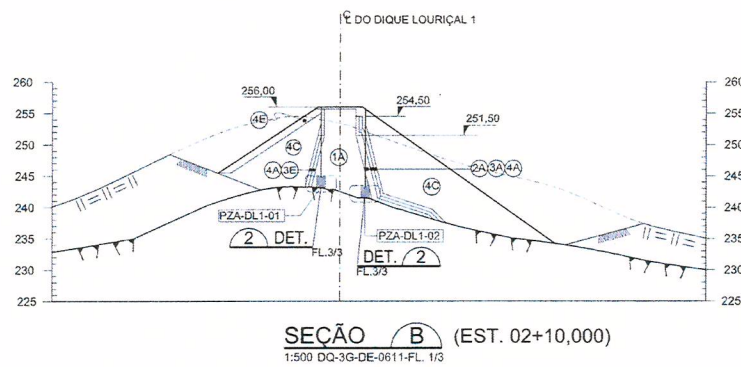 ℄ DO DIQUE LOURIÇAL 1
260
255
250
245
240
235
230
225
256,00
254,50
251,50
4E
4C
1A
4A 3E
2A 3A 4A
4C
PZA-DL1-01
PZA-DL1-02
2 DET.
FL.3/3
DET. 2
FL.3/3
260
255
250
245
240
235
230
225
SEÇÃO B (EST. 02+10,000)
1:500 DQ-3G-DE-0611-FL. 1/3